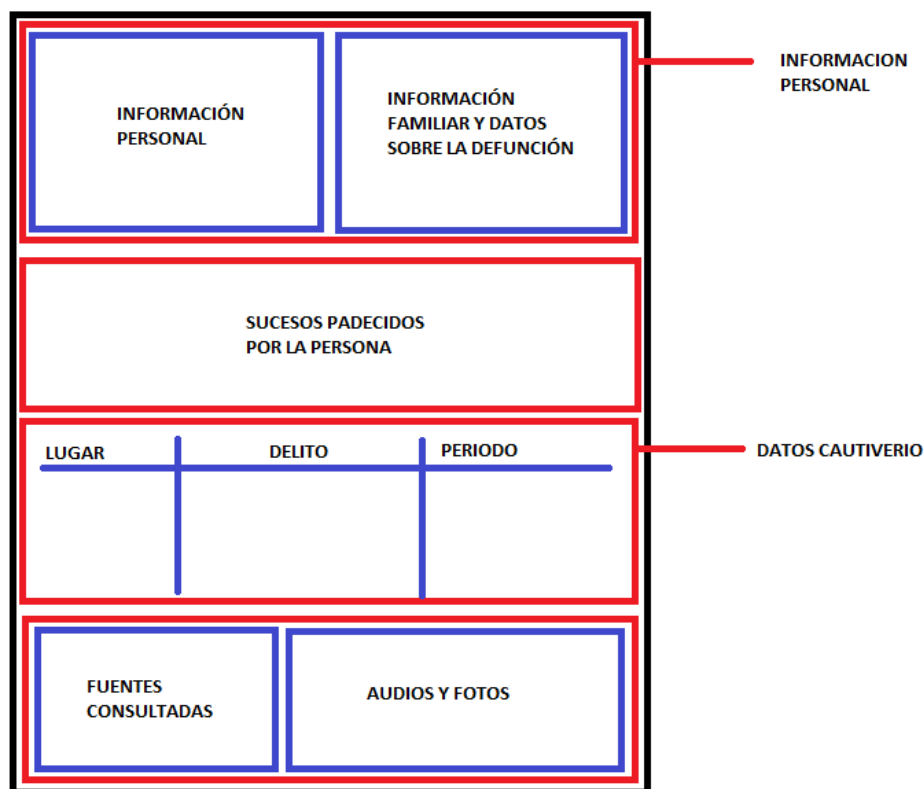 INFORMACIÓN
PERSONAL
INFORMACIÓN
FAMILIAR Y DATOS
SOBRE LA DEFUNCIÓN
INFORMACION
PERSONAL
SUCESOS PADECIDOS
POR LA PERSONA
LUGAR DELITO PERIODO
DATOS CAUTIVERIO
FUENTES
CONSULTADAS
AUDIOS Y FOTOS